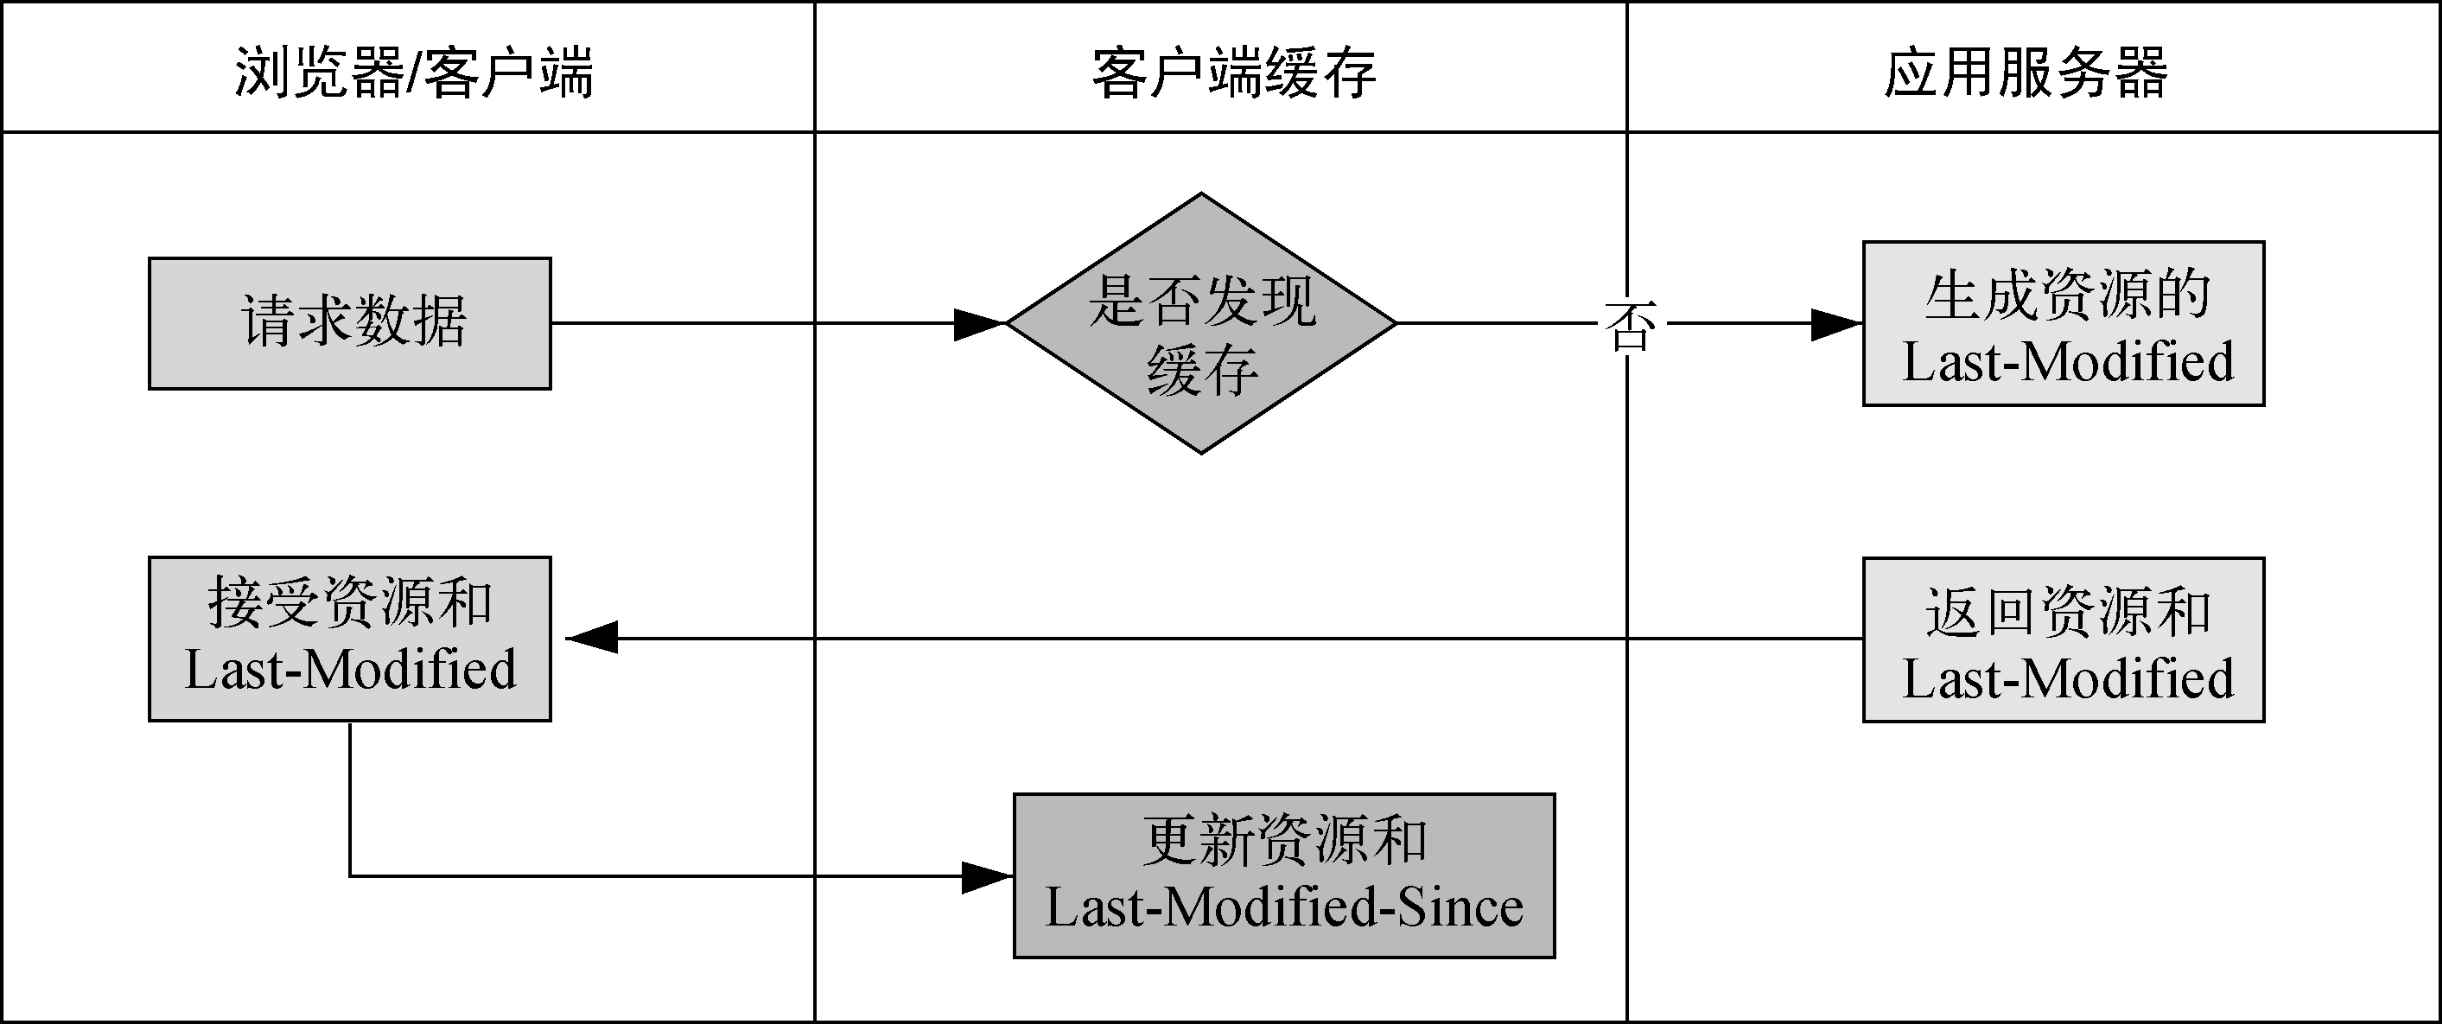 浏览器/客户端
客户端缓存
应用服务器
请求数据
是否发现
缓存
否
生成资源的
Last-Modified
接受资源和
Last-Modified
返回资源和
Last-Modified
更新资源和
Last-Modified-Since